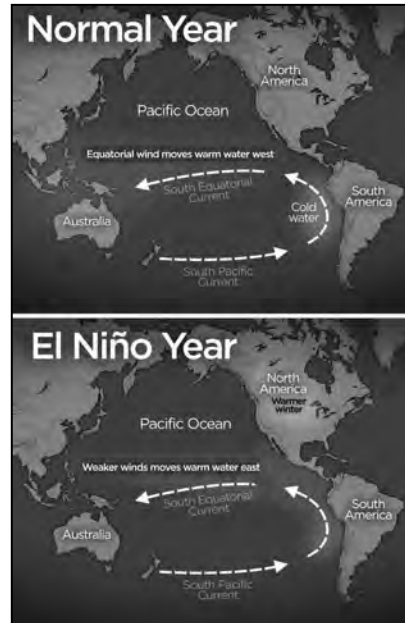 Normal Year
North
America
Pacific Ocean
Equatorial wind moves warm water west
South Equatorial
Current
South
America
Cold
water
Australia
South Pacific
Current
El Niño Year
North
America
Warmer
winter
Pacific Ocean
Weaker winds moves warm water east
South Equatorial
Current
South
America
Australia
South Pacific
Current